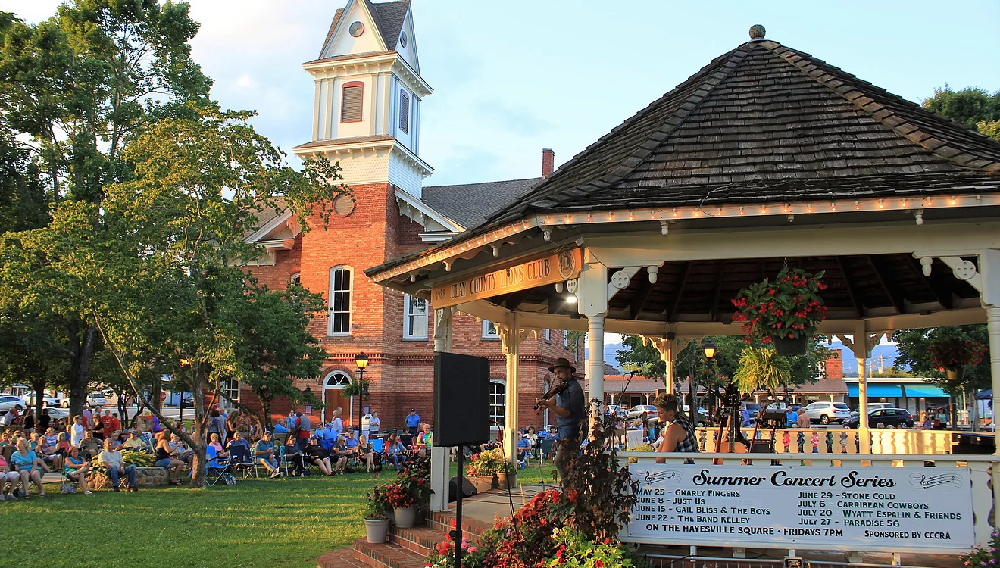 1988 CLAY COUNTY LIONS CLUB
Summer Concert Series
MAY 25 - GNARLY FINGERS
JUNE 8 - JUST US
JUNE 15 - GAIL BLISS & THE BOYS
JUNE 22 - THE BAND KELLEY
JUNE 29 - STONE COLD
JULY 6 - CARRIBEAN COWBOYS
JULY 20 - WYATT ESPALIN & FRIENDS
JULY 27 - PARADISE 56
ON THE HAYESVILLE SQUARE • FRIDAYS 7PM
SPONSORED BY CCCRA